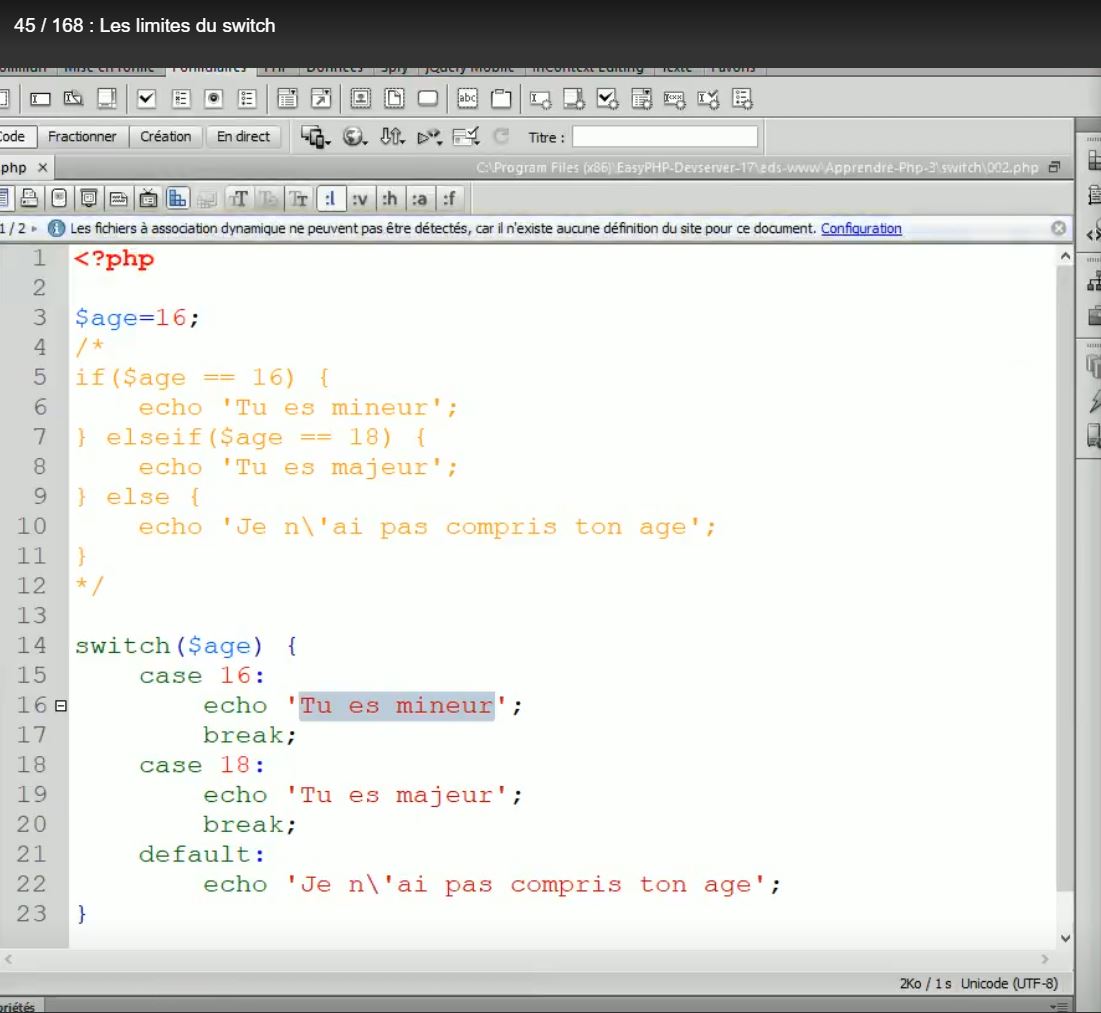 45 / 168 : Les limites du switch
Formulaires PHP Données Spry jQuery Mobile InContext Editing Texte Favoris
Code Fractionner Création En direct Titre :
php × C:\Program Files (x86)\EasyPHP-Devserver-17\eds-www\Apprendre-Php-3\switch\002.php
:l :v :h :a :f
1 / 2 Les fichiers à association dynamique ne peuvent pas être détectés, car il n'existe aucune définition du site pour ce document. Configuration
1 <?php
2
3 $age=16;
4 /*
5 if($age == 16) {
6 echo 'Tu es mineur';
7 } elseif($age == 18) {
8 echo 'Tu es majeur';
9 } else {
10 echo 'Je n\'ai pas compris ton age';
11 }
12 */
13
14 switch($age) {
15 case 16:
16 echo 'Tu es mineur';
17 break;
18 case 18:
19 echo 'Tu es majeur';
20 break;
21 default:
22 echo 'Je n\'ai pas compris ton age';
23 }
2Ko / 1 s Unicode (UTF-8)